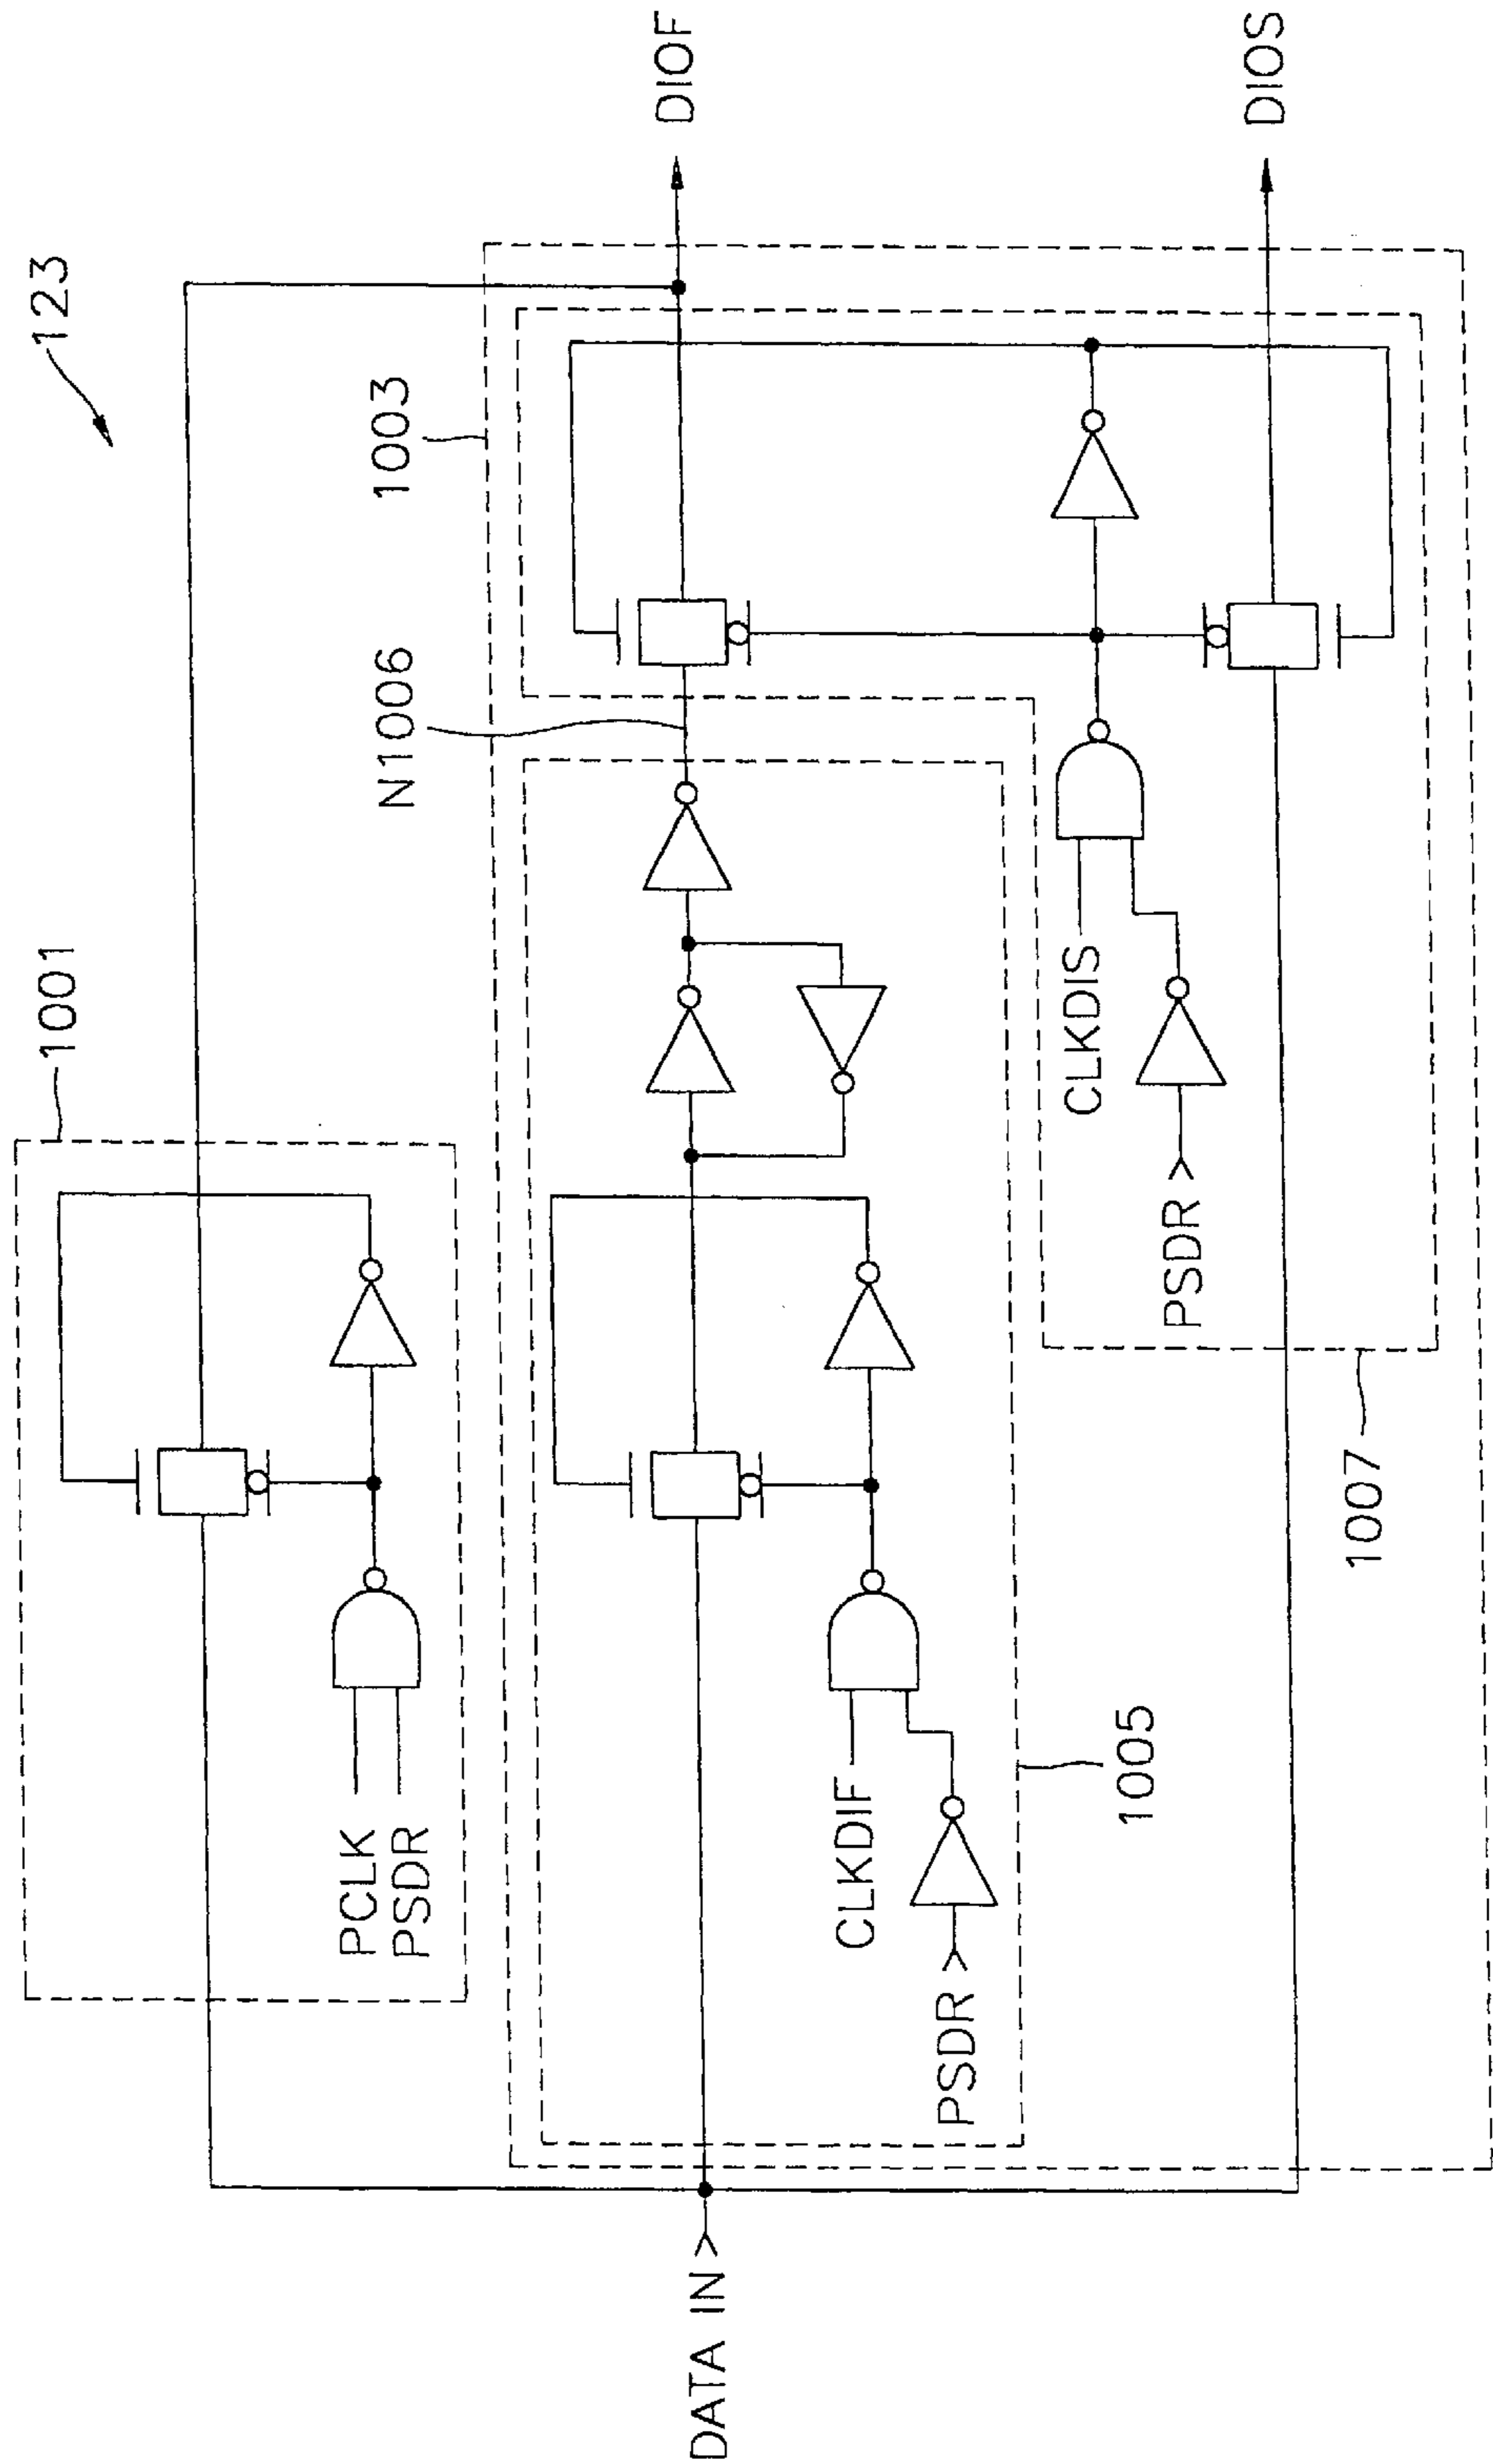 123
1001
PCLK
PSDR
DIOF
1003
N1006
DATA IN
CLKDIF
PSDR
1005
CLKDIS
PSDR
1007
DIOS